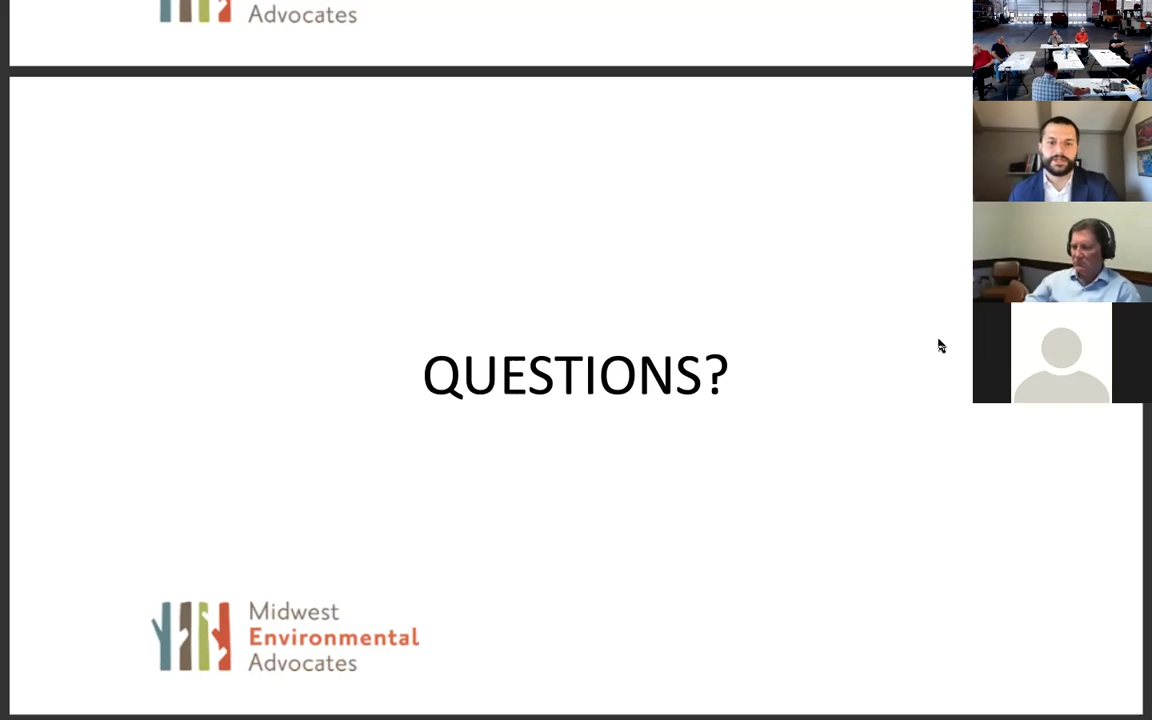 Advocates
QUESTIONS?
Midwest
Environmental
Advocates